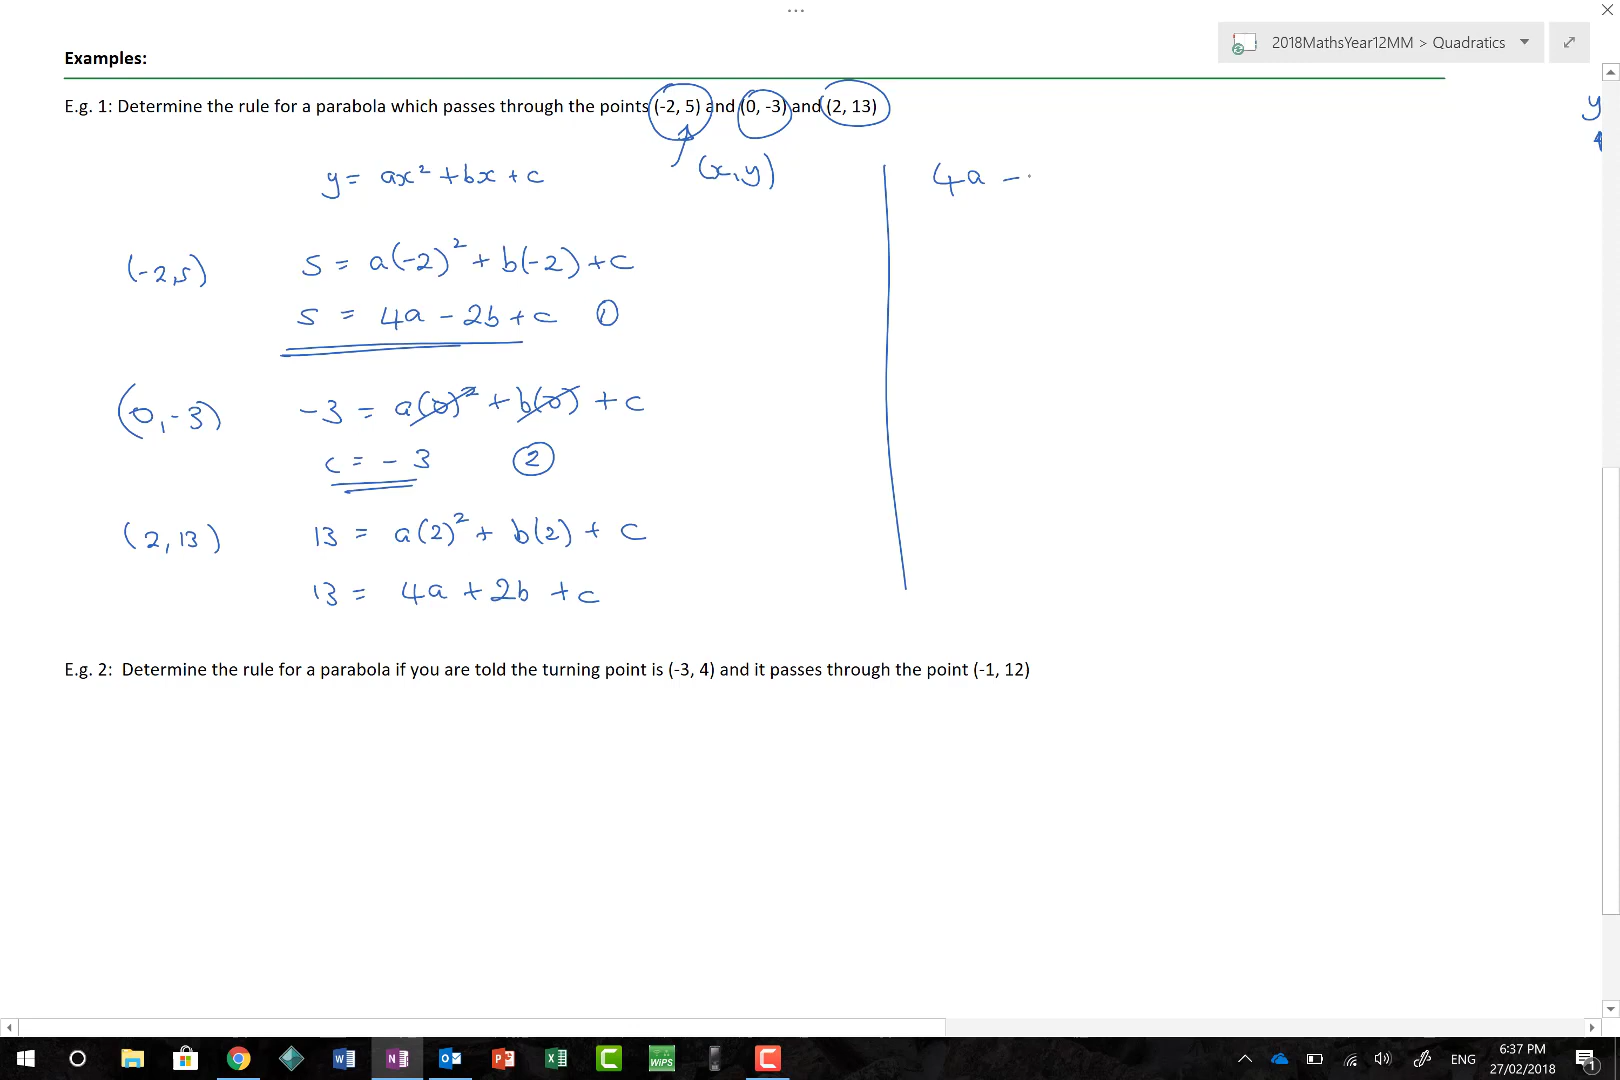 ...
2018MathsYear12MM > Quadratics
Examples:
E.g. 1: Determine the rule for a parabola which passes through the points (-2, 5) and (0, -3) and (2, 13)
y
y = ax² + bx + c
(x, y)
4a -
(-2, 5)
5 = a(-2)² + b(-2) + c
5 = 4a - 2b + c ①
(0, -3)
-3 = a(0)² + b(0) + c
c = -3 ②
(2, 13)
13 = a(2)² + b(2) + c
13 = 4a + 2b + c
E.g. 2: Determine the rule for a parabola if you are told the turning point is (-3, 4) and it passes through the point (-1, 12)
WiPS
ENG
6:37 PM
27/02/2018
1